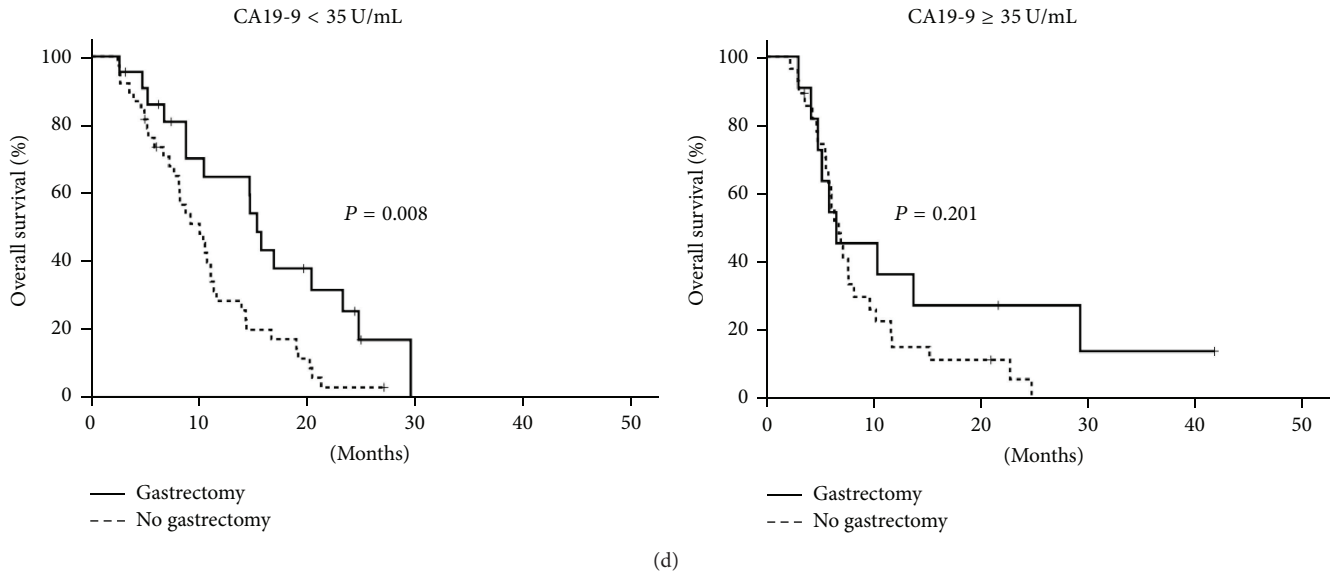 CA19-9 < 35 U/mL
Overall survival (%)
100
80
60
40
20
0
P = 0.008
0 10 20 30 40 50
(Months)
Gastrectomy
No gastrectomy
CA19-9 ≥ 35 U/mL
Overall survival (%)
100
80
60
40
20
0
P = 0.201
0 10 20 30 40 50
(Months)
Gastrectomy
No gastrectomy
(d)